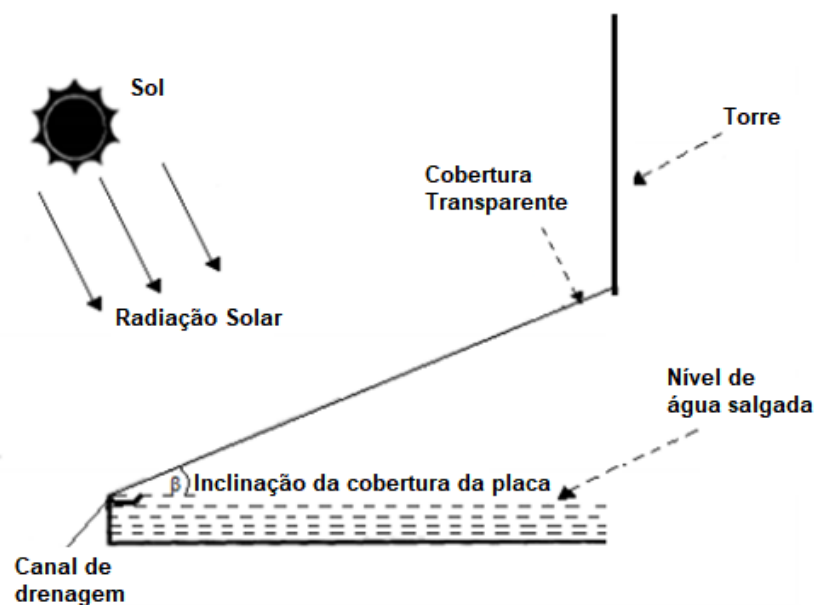 Sol
Torre
Cobertura
Transparente
Radiação Solar
Nível de
água salgada
β
Inclinação da cobertura da placa
Canal de
drenagem